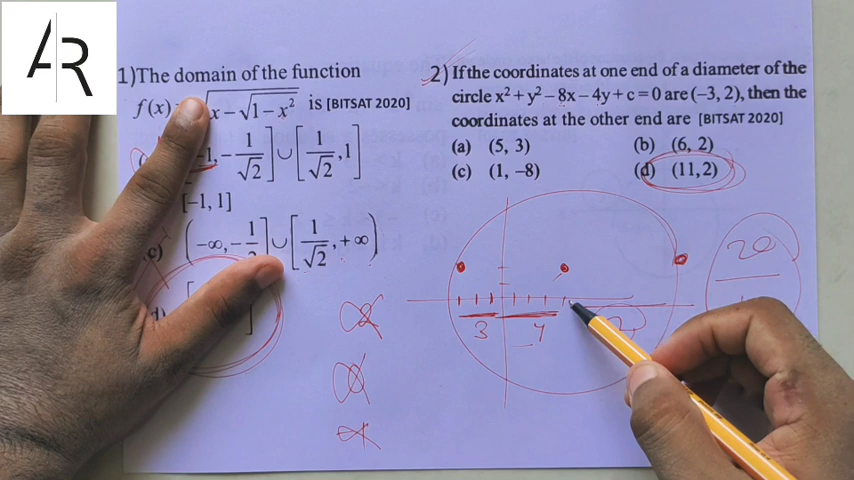 AR
1)The domain of the function
f(x) √x − √1 − x² is [BITSAT 2020]
−1, −1/√2] ∪ [1/√2, 1]
[−1, 1]
c) (−∞, −1/ ] ∪ [1/√2, +∞)
d) [ ]
2) If the coordinates at one end of a diameter of the
circle x² + y² − 8x − 4y + c = 0 are (−3, 2), then the
coordinates at the other end are [BITSAT 2020]
(a) (5, 3) (b) (6, 2)
(c) (1, −8) (d) (11,2)
3 4
20